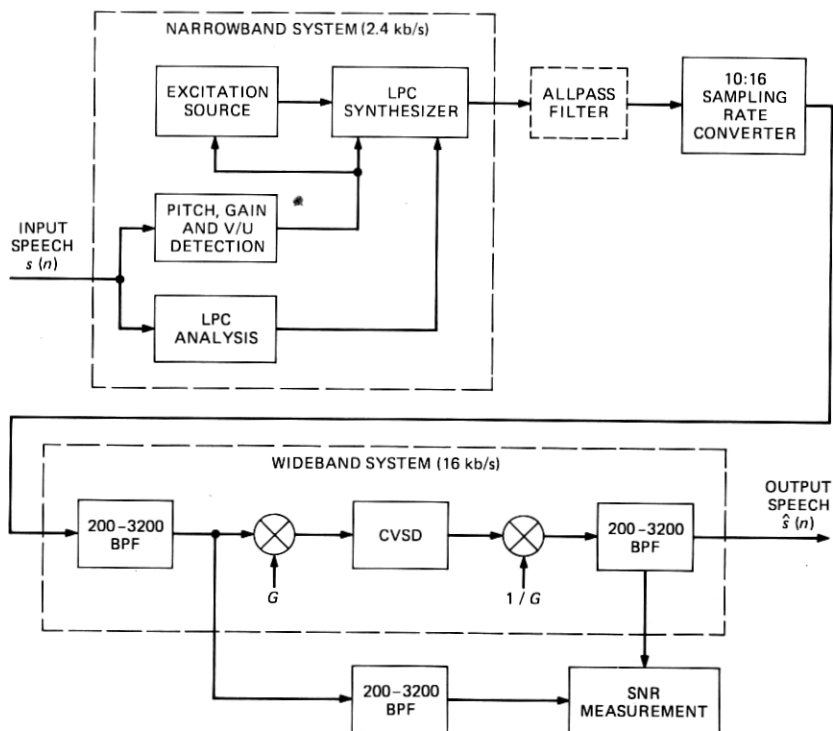 NARROWBAND SYSTEM (2.4 kb/s)
EXCITATION
SOURCE
LPC
SYNTHESIZER
ALLPASS
FILTER
10:16
SAMPLING
RATE
CONVERTER
INPUT
SPEECH
s (n)
PITCH, GAIN
AND V/U
DETECTION
LPC
ANALYSIS
WIDEBAND SYSTEM (16 kb/s)
200–3200
BPF
CVSD
200–3200
BPF
OUTPUT
SPEECH
ŝ (n)
G
1 / G
200–3200
BPF
SNR
MEASUREMENT